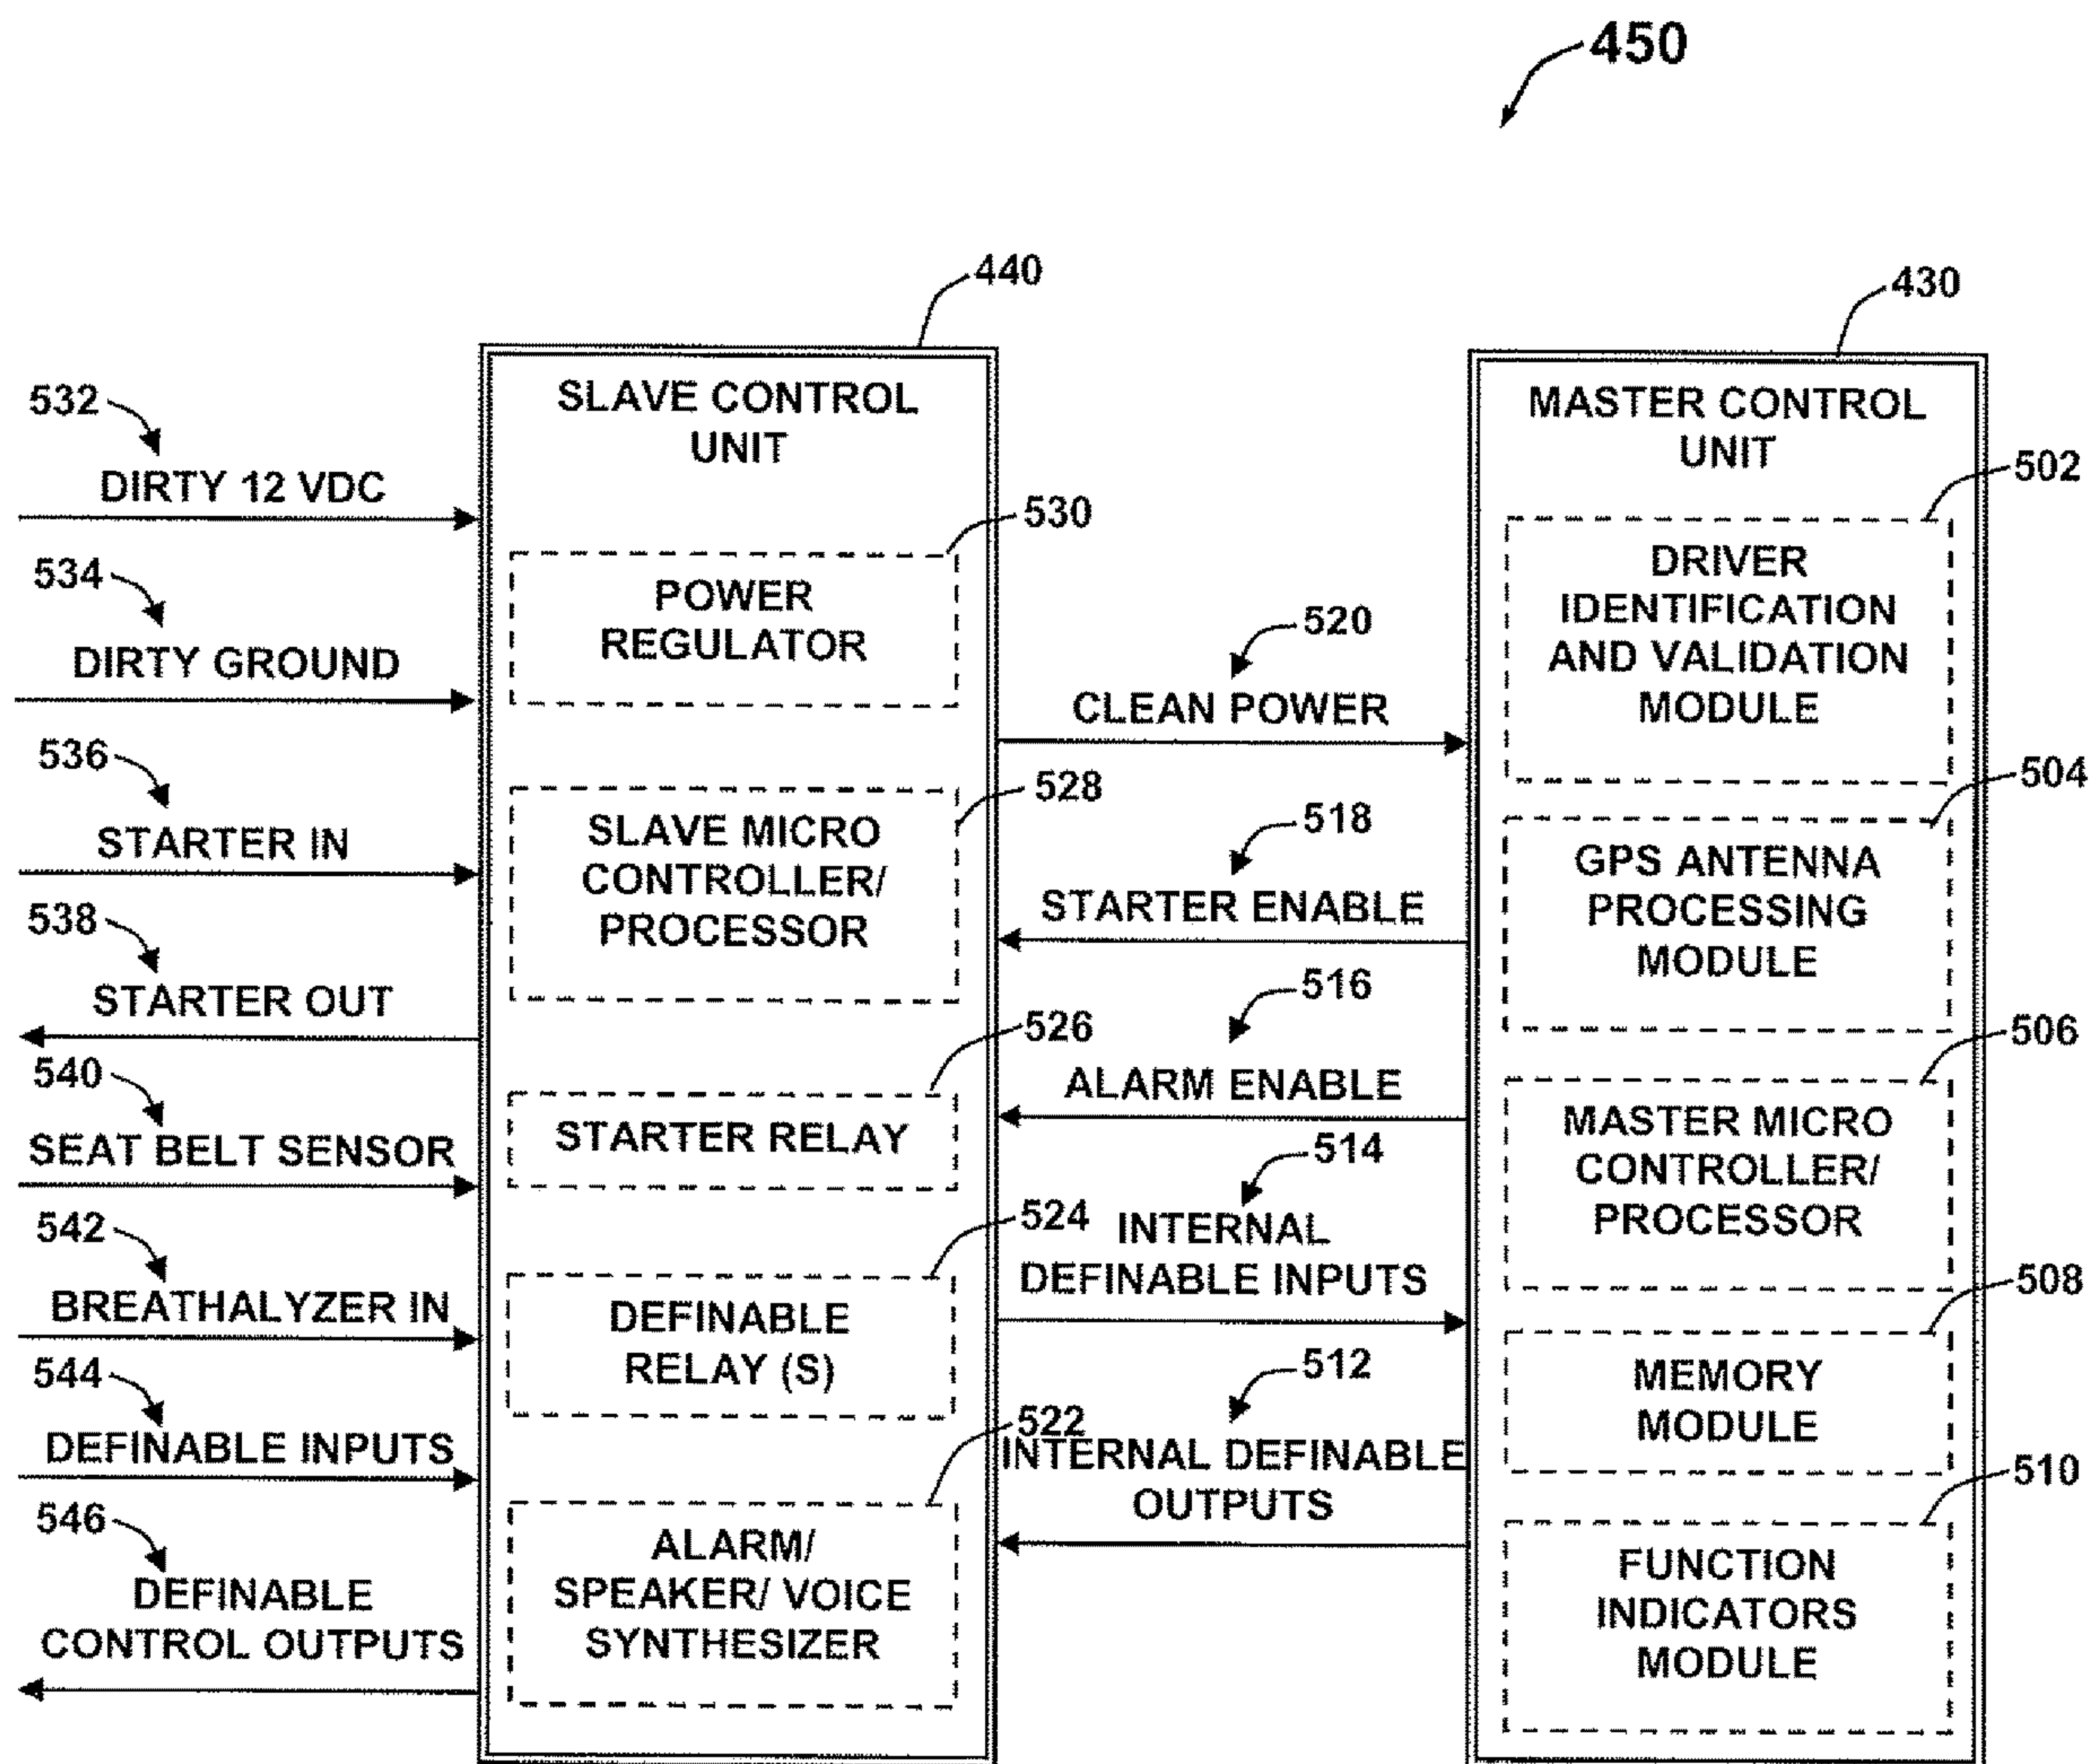 450
440
430
532
DIRTY 12 VDC
534
DIRTY GROUND
536
STARTER IN
538
STARTER OUT
540
SEAT BELT SENSOR
542
BREATHALYZER IN
544
DEFINABLE INPUTS
546
DEFINABLE
CONTROL OUTPUTS
SLAVE CONTROL
UNIT
530
POWER
REGULATOR
528
SLAVE MICRO
CONTROLLER/
PROCESSOR
526
STARTER RELAY
524
DEFINABLE
RELAY (S)
522
ALARM/
SPEAKER/ VOICE
SYNTHESIZER
520
CLEAN POWER
518
STARTER ENABLE
516
ALARM ENABLE
514
INTERNAL
DEFINABLE INPUTS
512
INTERNAL DEFINABLE
OUTPUTS
MASTER CONTROL
UNIT
502
DRIVER
IDENTIFICATION
AND VALIDATION
MODULE
504
GPS ANTENNA
PROCESSING
MODULE
506
MASTER MICRO
CONTROLLER/
PROCESSOR
508
MEMORY
MODULE
510
FUNCTION
INDICATORS
MODULE